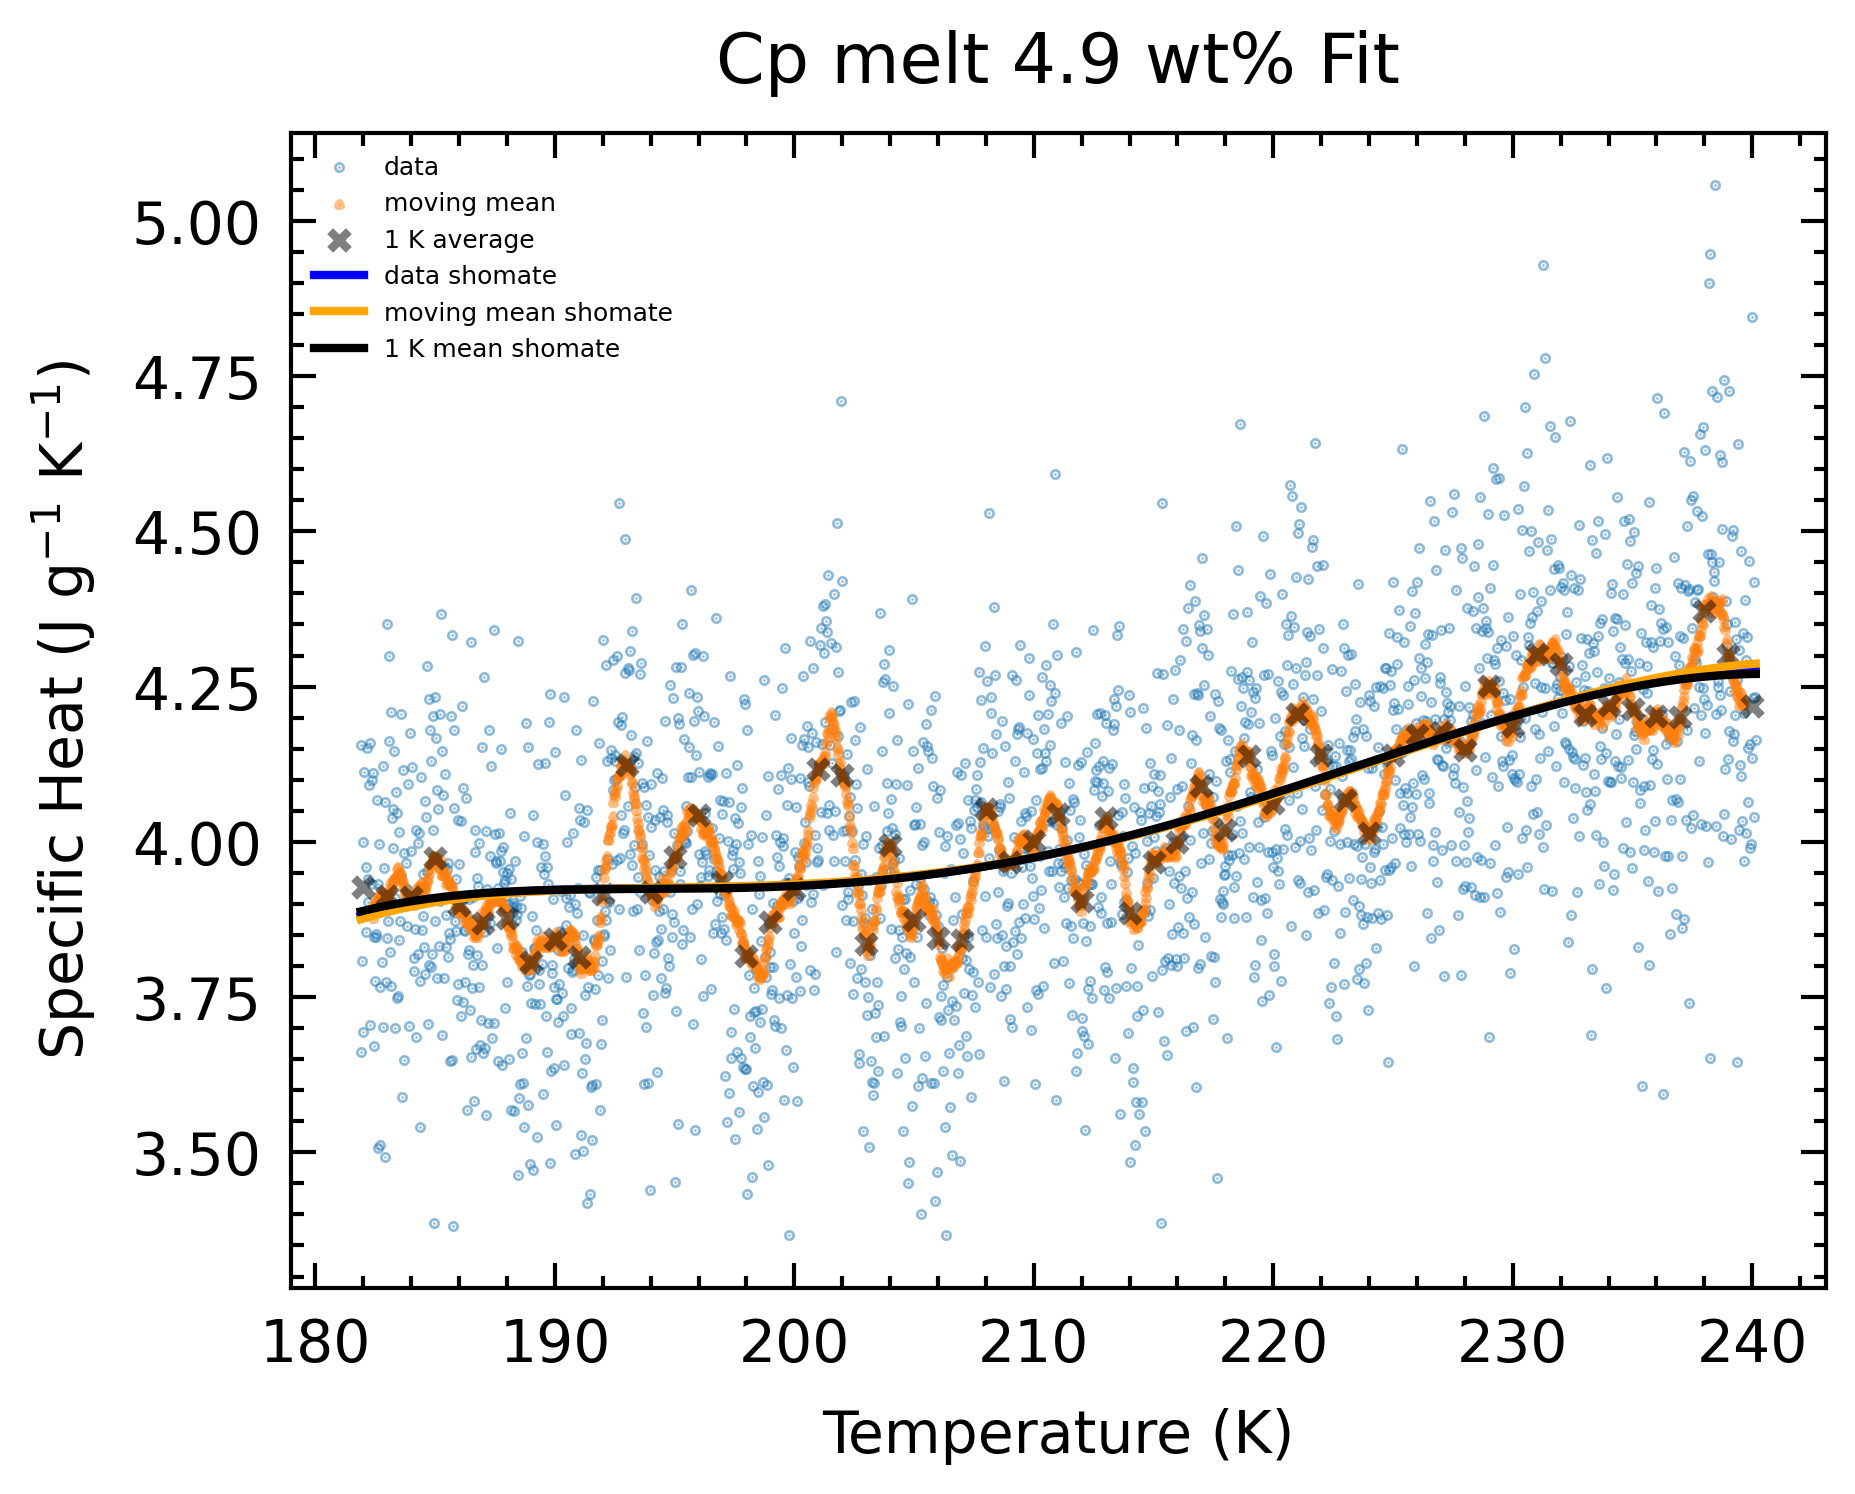 Cp melt 4.9 wt% Fit
data
moving mean
1 K average
data shomate
moving mean shomate
1 K mean shomate
5.00
4.75
4.50
4.25
4.00
3.75
3.50
Specific Heat (J g⁻¹ K⁻¹)
180 190 200 210 220 230 240
Temperature (K)